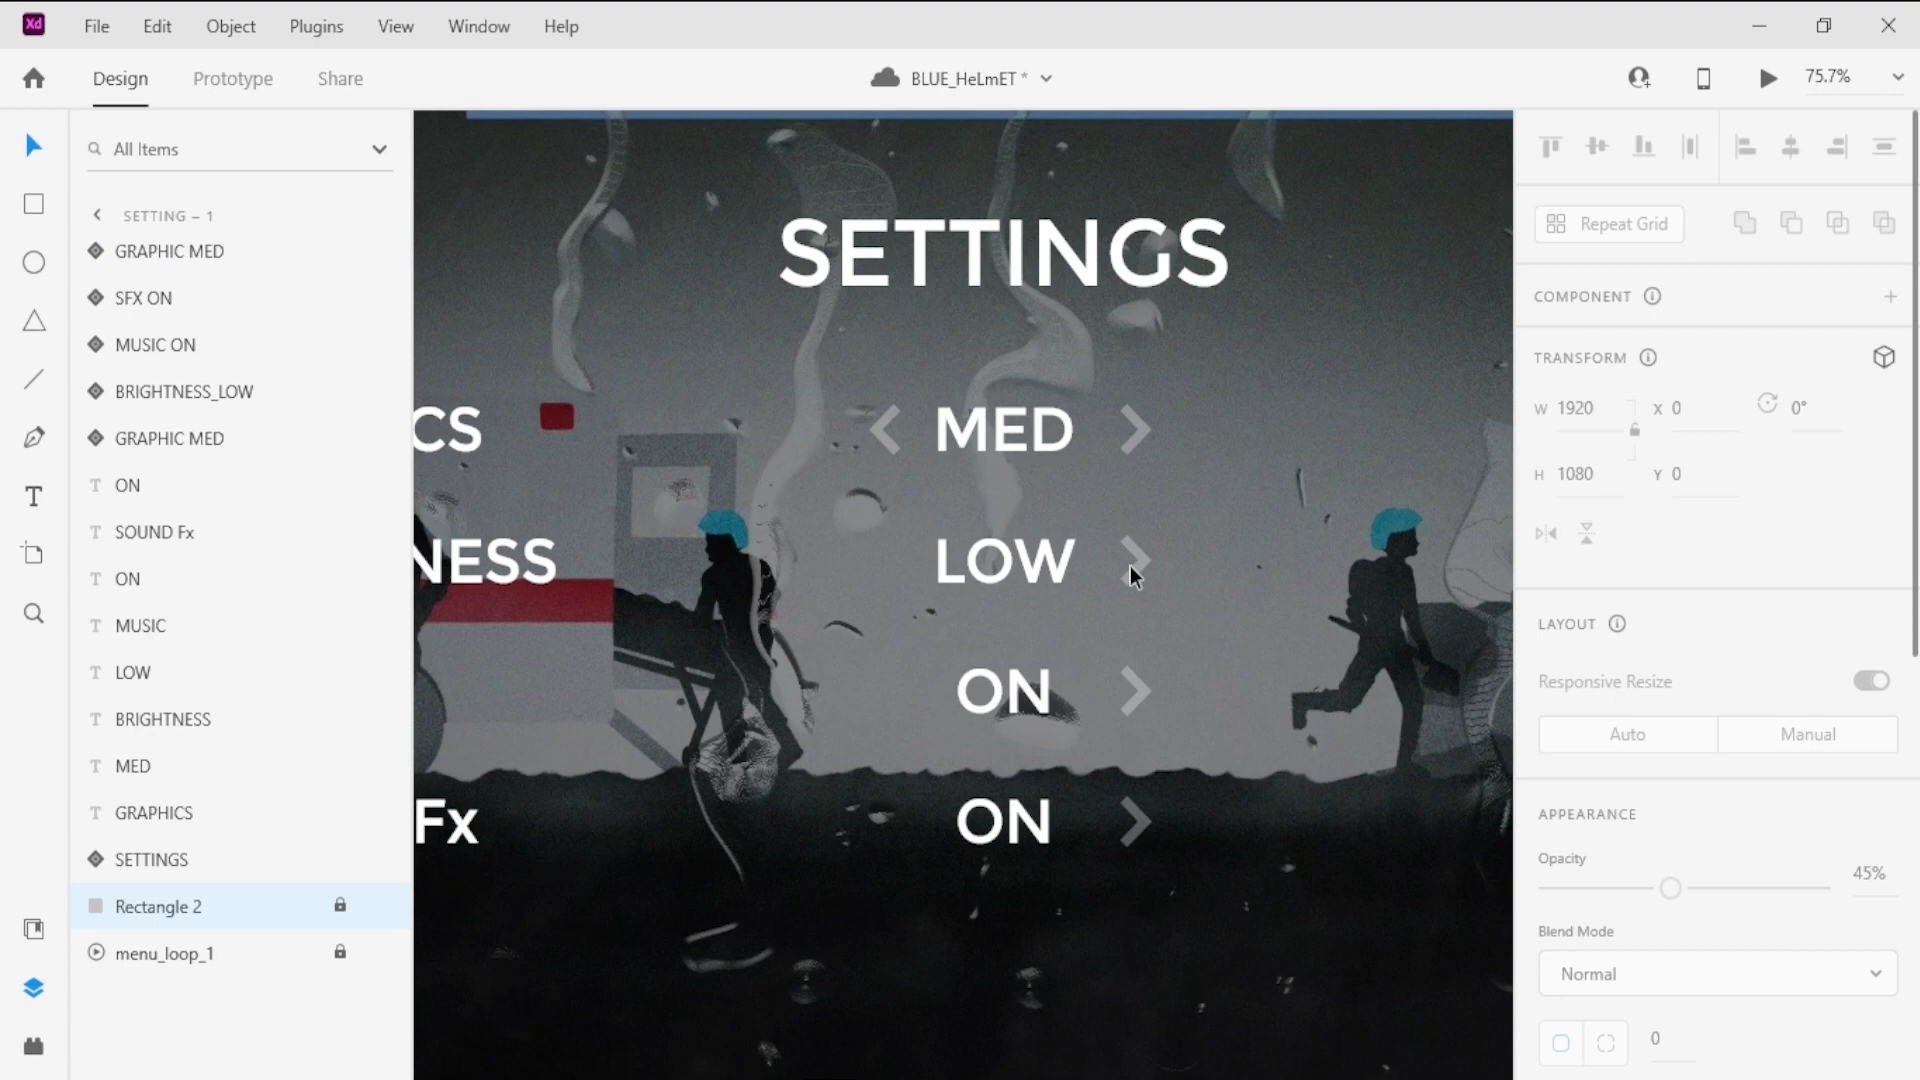 Xd File Edit Object Plugins View Window Help
Design Prototype Share BLUE_HeLmET * 75.7%
All Items
SETTING – 1
GRAPHIC MED
SFX ON
MUSIC ON
BRIGHTNESS_LOW
GRAPHIC MED
ON
SOUND Fx
ON
MUSIC
LOW
BRIGHTNESS
MED
GRAPHICS
SETTINGS
Rectangle 2
menu_loop_1
SETTINGS
CS MED
NESS LOW
ON
Fx ON
Repeat Grid
COMPONENT
TRANSFORM
W 1920 X 0 0°
H 1080 Y 0
LAYOUT
Responsive Resize
Auto Manual
APPEARANCE
Opacity
45%
Blend Mode
Normal
0